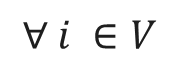 ∀ i ∈ V